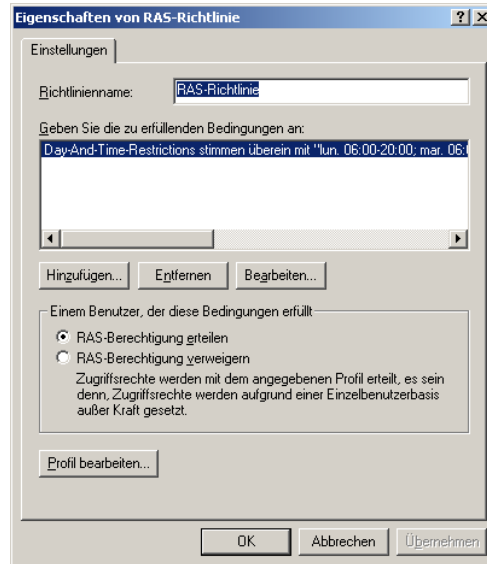 Eigenschaften von RAS-Richtlinie
Einstellungen
Richtlinienname:
RAS-Richtlinie
Geben Sie die zu erfüllenden Bedingungen an:
Day-And-Time-Restrictions stimmen überein mit "lun. 06:00-20:00; mar. 06:
Hinzufügen...
Entfernen
Bearbeiten...
Einem Benutzer, der diese Bedingungen erfüllt
RAS-Berechtigung erteilen
RAS-Berechtigung verweigern
Zugriffsrechte werden mit dem angegebenen Profil erteilt, es sein
denn, Zugriffsrechte werden aufgrund einer Einzelbenutzerbasis
außer Kraft gesetzt.
Profil bearbeiten...
OK
Abbrechen
Übernehmen